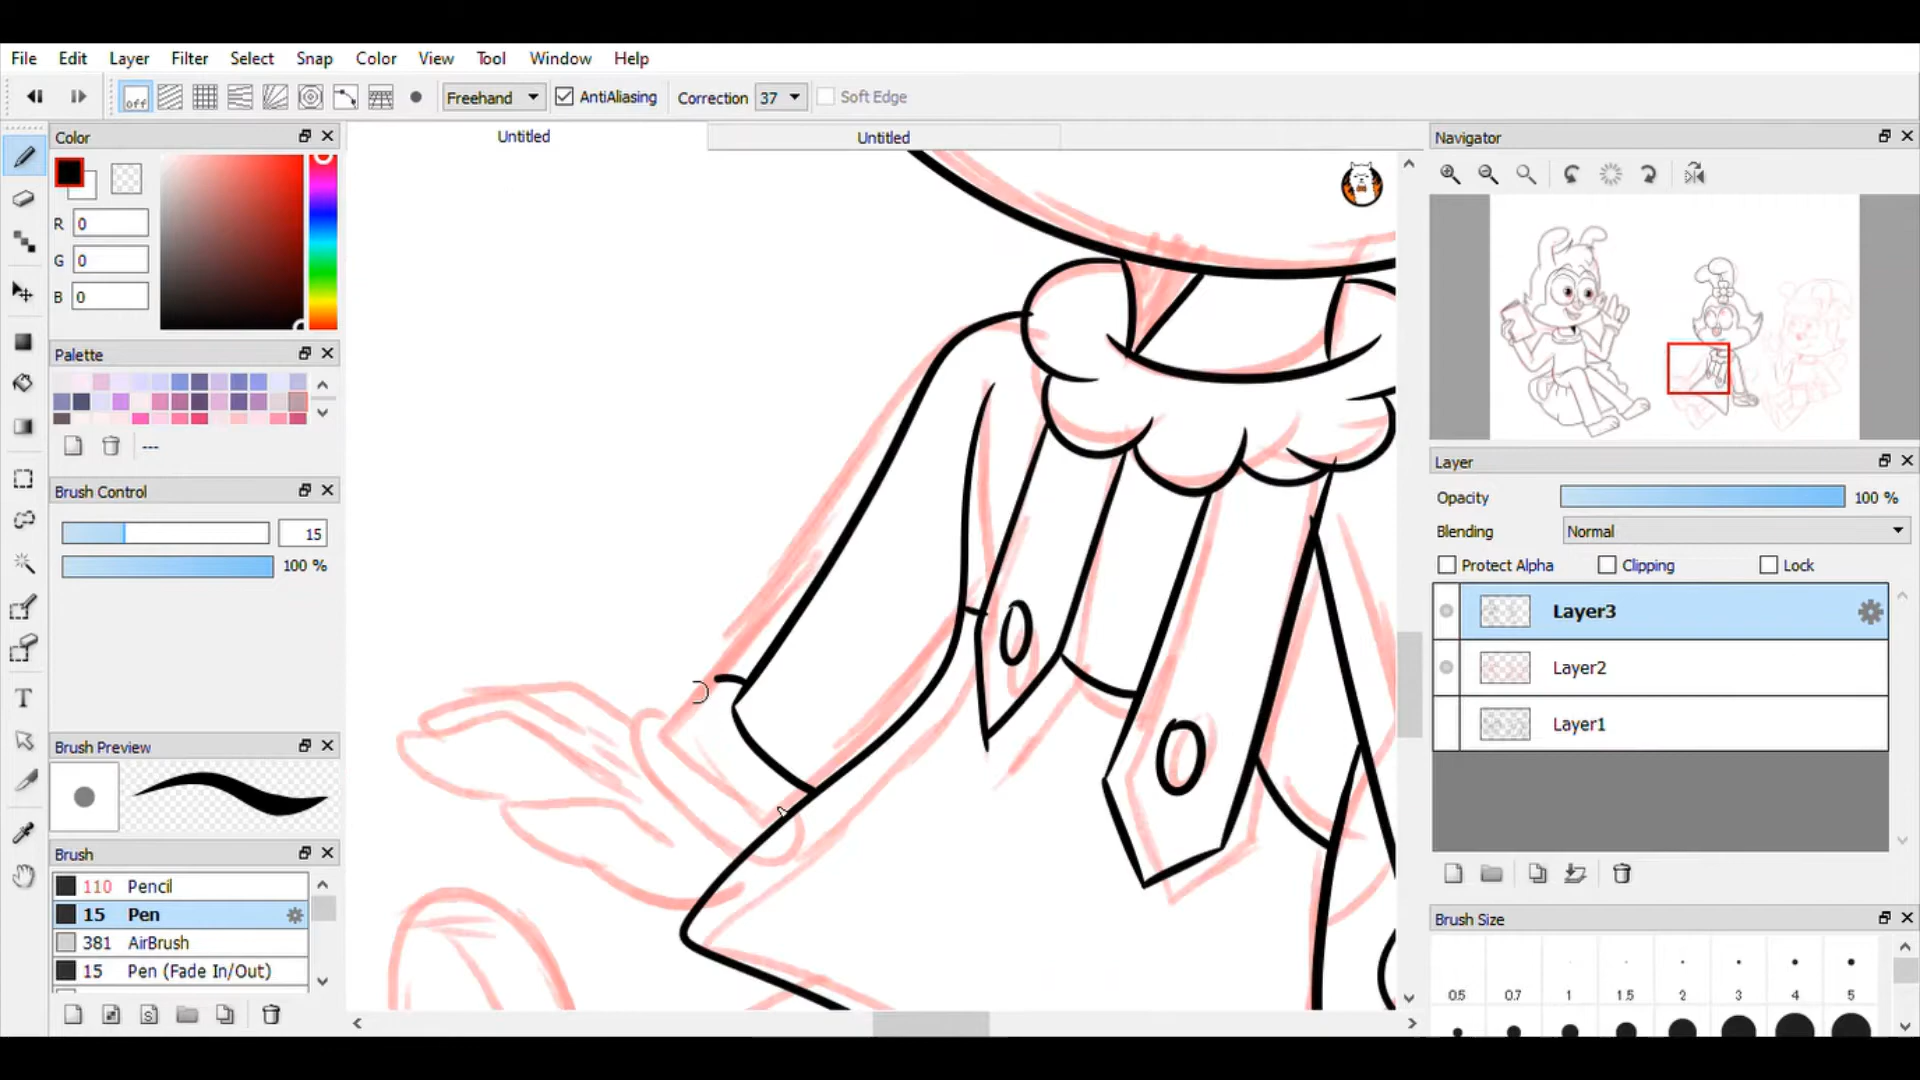 File Edit Layer Filter Select Snap Color View Tool Window Help
off Freehand AntiAliasing Correction 37 Soft Edge
Color
R 0
G 0
B 0
Palette
---
Brush Control
15
100 %
Brush Preview
Brush
110 Pencil
15 Pen
381 AirBrush
15 Pen (Fade In/Out)
Untitled Untitled
Navigator
Layer
Opacity 100 %
Blending Normal
Protect Alpha Clipping Lock
Layer3
Layer2
Layer1
Brush Size
0.5 0.7 1 1.5 2 3 4 5